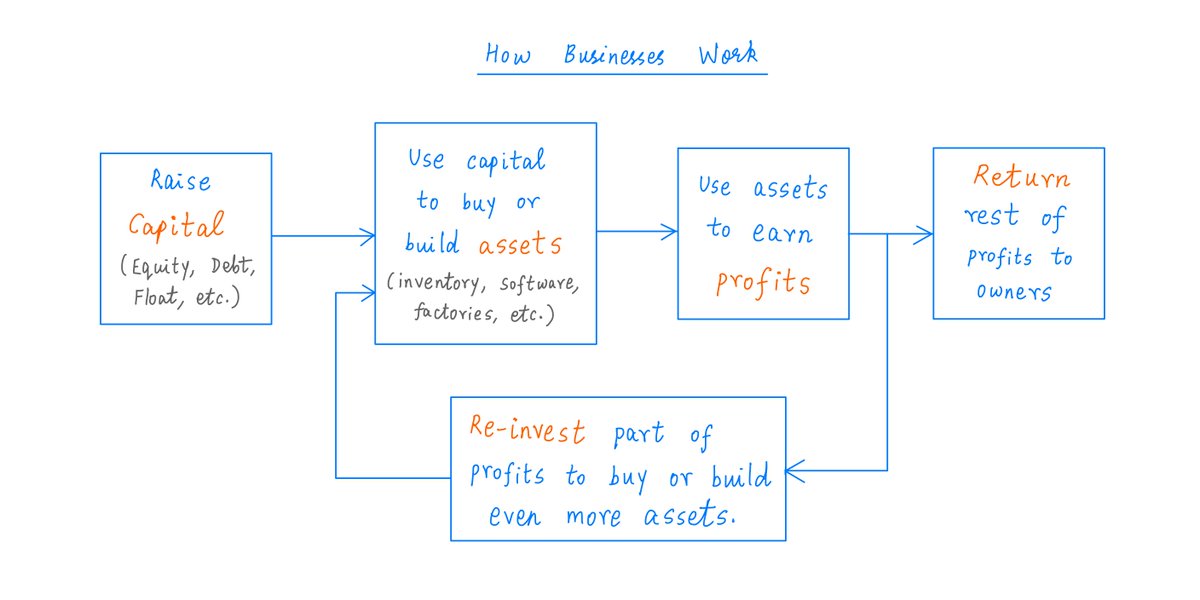 How Businesses Work
Raise
Capital
(Equity, Debt,
Float, etc.)
Use capital
to buy or
build assets
(inventory, software,
factories, etc.)
Use assets
to earn
profits
Return
rest of
profits to
owners
Re-invest part of
profits to buy or build
even more assets.